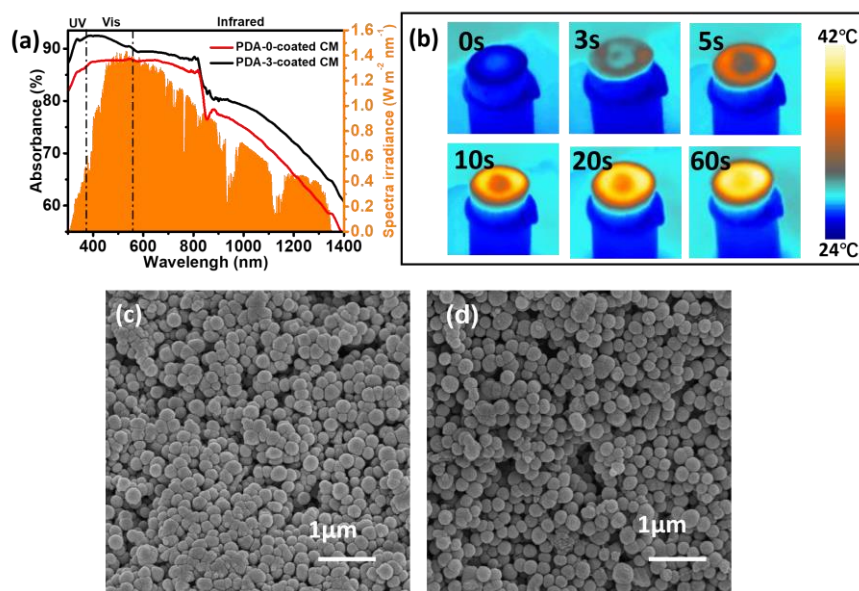 UV Vis Infrared
(a)
PDA-0-coated CM
PDA-3-coated CM
Absorbance (%)
90
80
70
60
400 600 800 1000 1200 1400
Wavelengh (nm)
1.6
1.4
1.2
1.0
0.8
0.6
0.4
0.2
0.0
Spectra irradiance (W m⁻² nm⁻¹)
(b)
0s 3s 5s
10s 20s 60s
42℃
24℃
(c)
1μm
(d)
1μm